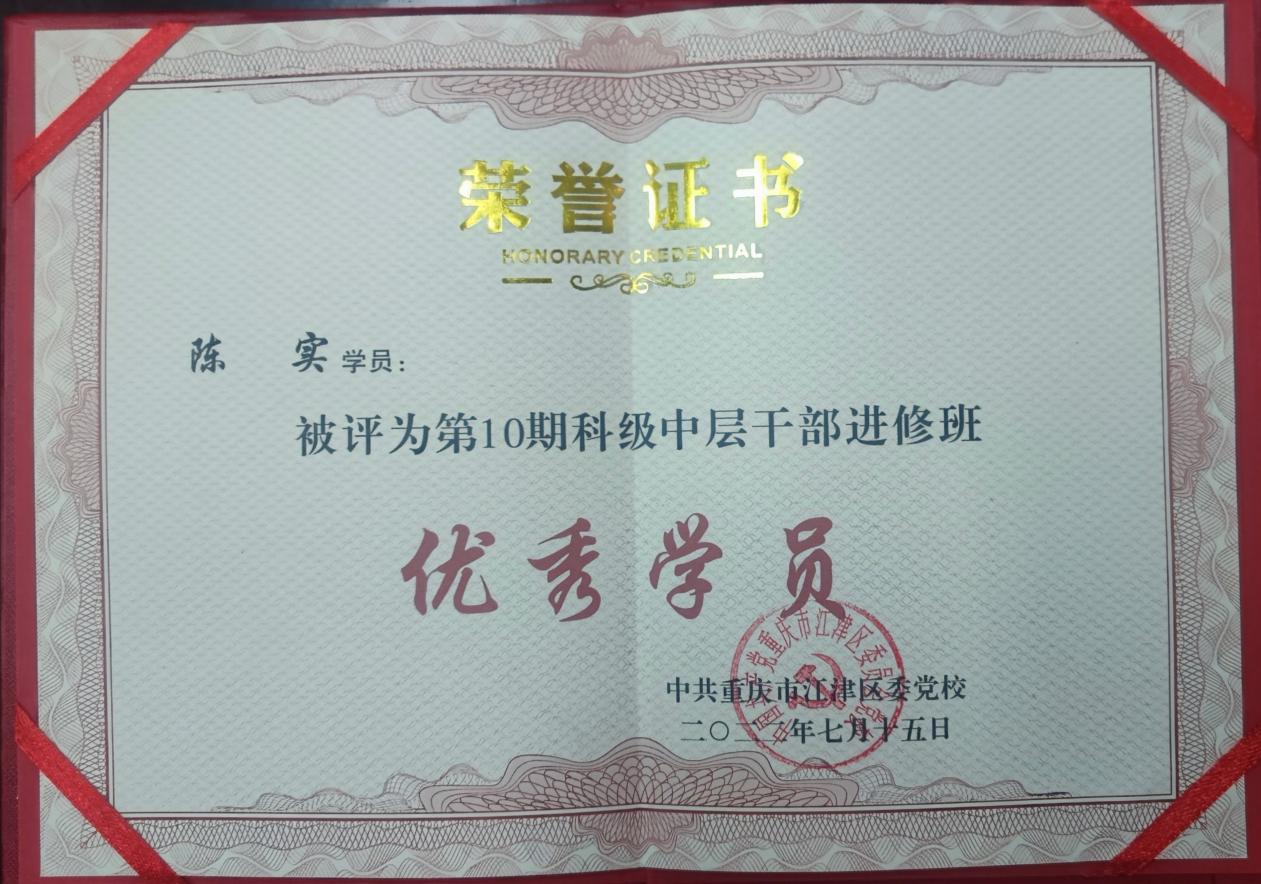 荣誉证书
HONORARY CREDENTIAL
陈 实 学员：
被评为第10期科级中层干部进修班
优秀学员
中共重庆市江津区委党校
二〇二二年七月十五日